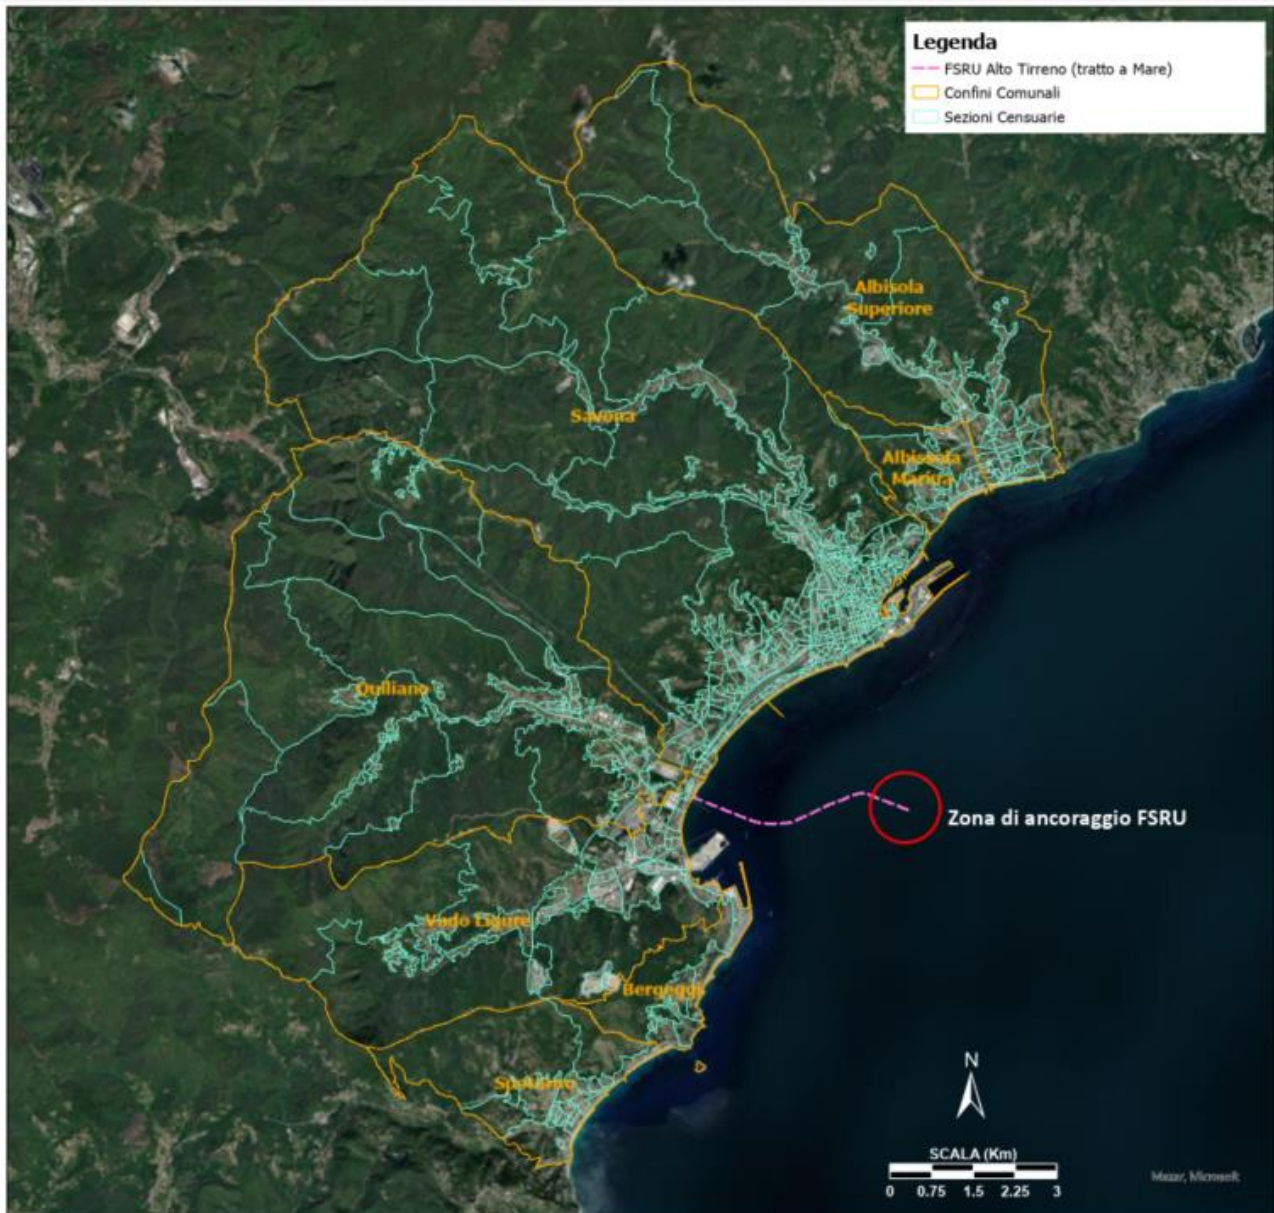 Legenda
FSRU Alto Tirreno (tratto a Mare)
Confini Comunali
Sezioni Censuarie
Albisola
Superiore
Savona
Albissola
Marina
Quiliano
Zona di ancoraggio FSRU
Vado Ligure
Bergeggi
Spotorno
N
SCALA (Km)
0 0.75 1.5 2.25 3
Maxar, Microsoft